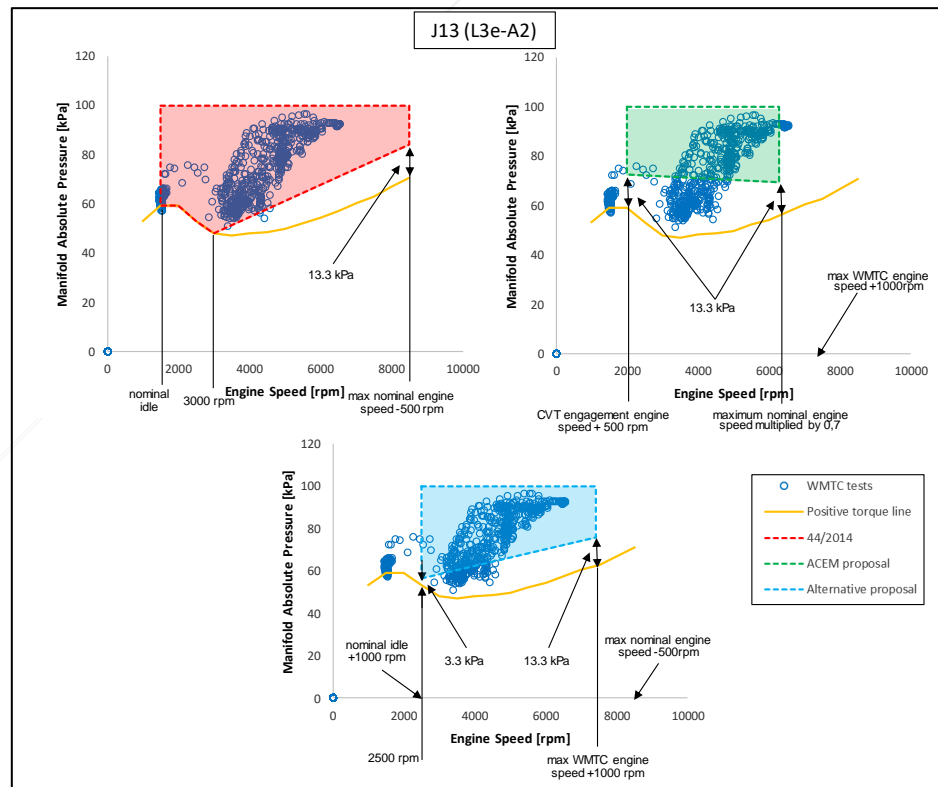 J13 (L3e-A2)
120
100
80
60
40
20
0
Manifold Absolute Pressure [kPa]
0
2000
4000
6000
8000
10000
Engine Speed [rpm]
13.3 kPa
nominal
idle
3000 rpm
max nominal engine
speed -500 rpm
120
100
80
60
40
20
0
Manifold Absolute Pressure [kPa]
0
2000
4000
6000
8000
10000
Engine Speed [rpm]
13.3 kPa
max WMTC engine
speed +1000rpm
CVT engagement engine
speed + 500 rpm
maximum nominal engine
speed multiplied by 0,7
120
100
80
60
40
20
0
Manifold Absolute Pressure [kPa]
0
2000
4000
6000
8000
10000
Engine Speed [rpm]
nominal idle
+1000 rpm
3.3 kPa
13.3 kPa
max nominal engine
speed -500rpm
2500 rpm
max WMTC engine
speed +1000 rpm
WMTC tests
Positive torque line
44/2014
ACEM proposal
Alternative proposal